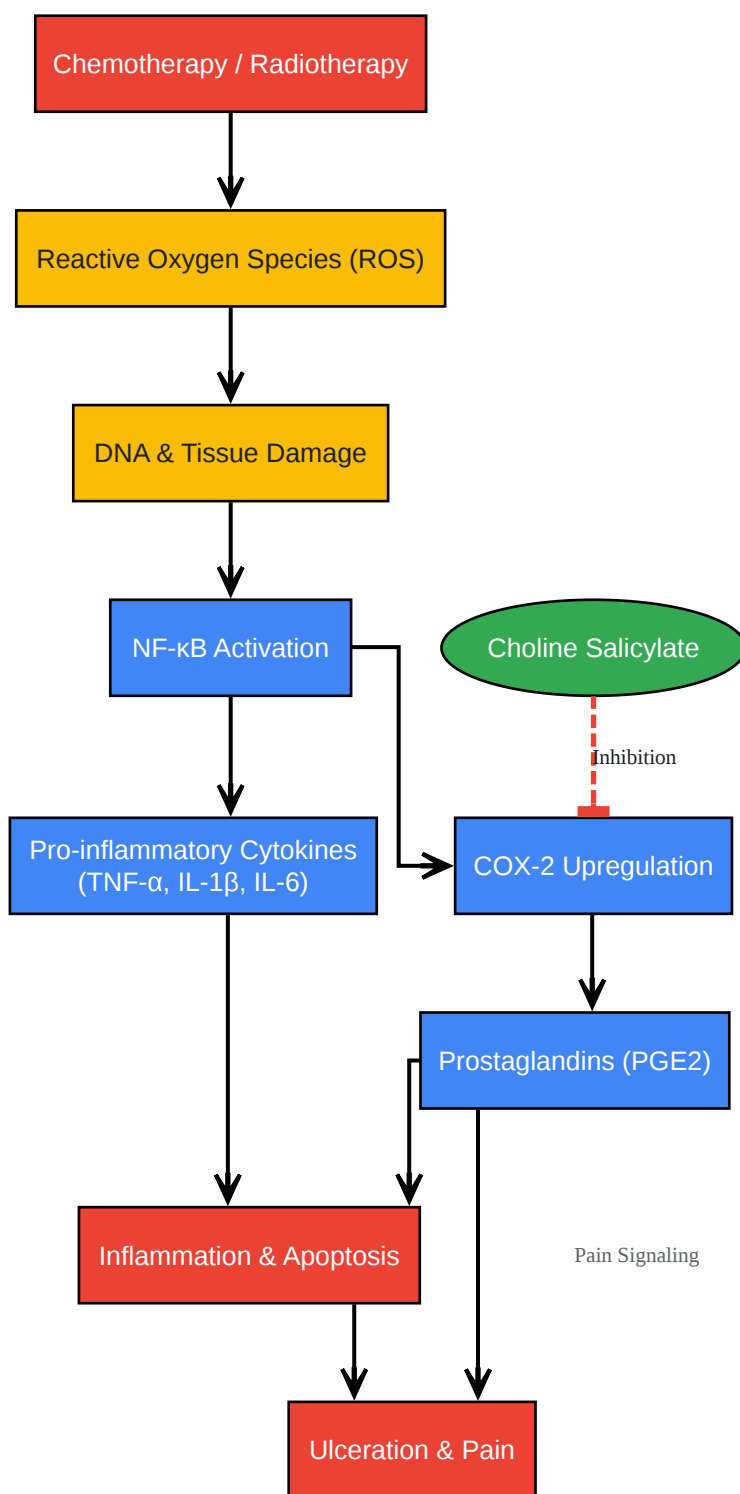 Chemotherapy / Radiotherapy
Reactive Oxygen Species (ROS)
DNA & Tissue Damage
NF-κB Activation
Choline Salicylate
Inhibition
Pro-inflammatory Cytokines
(TNF-α, IL-1β, IL-6)
COX-2 Upregulation
Prostaglandins (PGE2)
Inflammation & Apoptosis
Pain Signaling
Ulceration & Pain